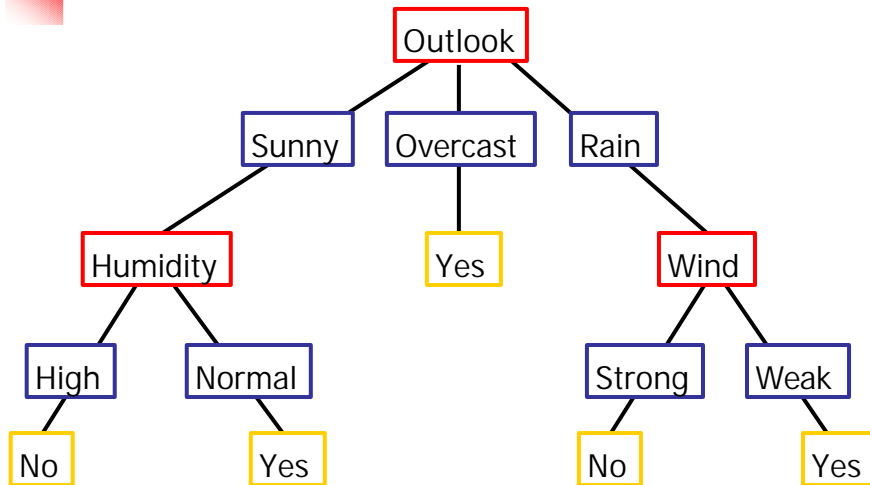 Outlook
Sunny Overcast Rain
Humidity Yes Wind
High Normal Strong Weak
No Yes No Yes